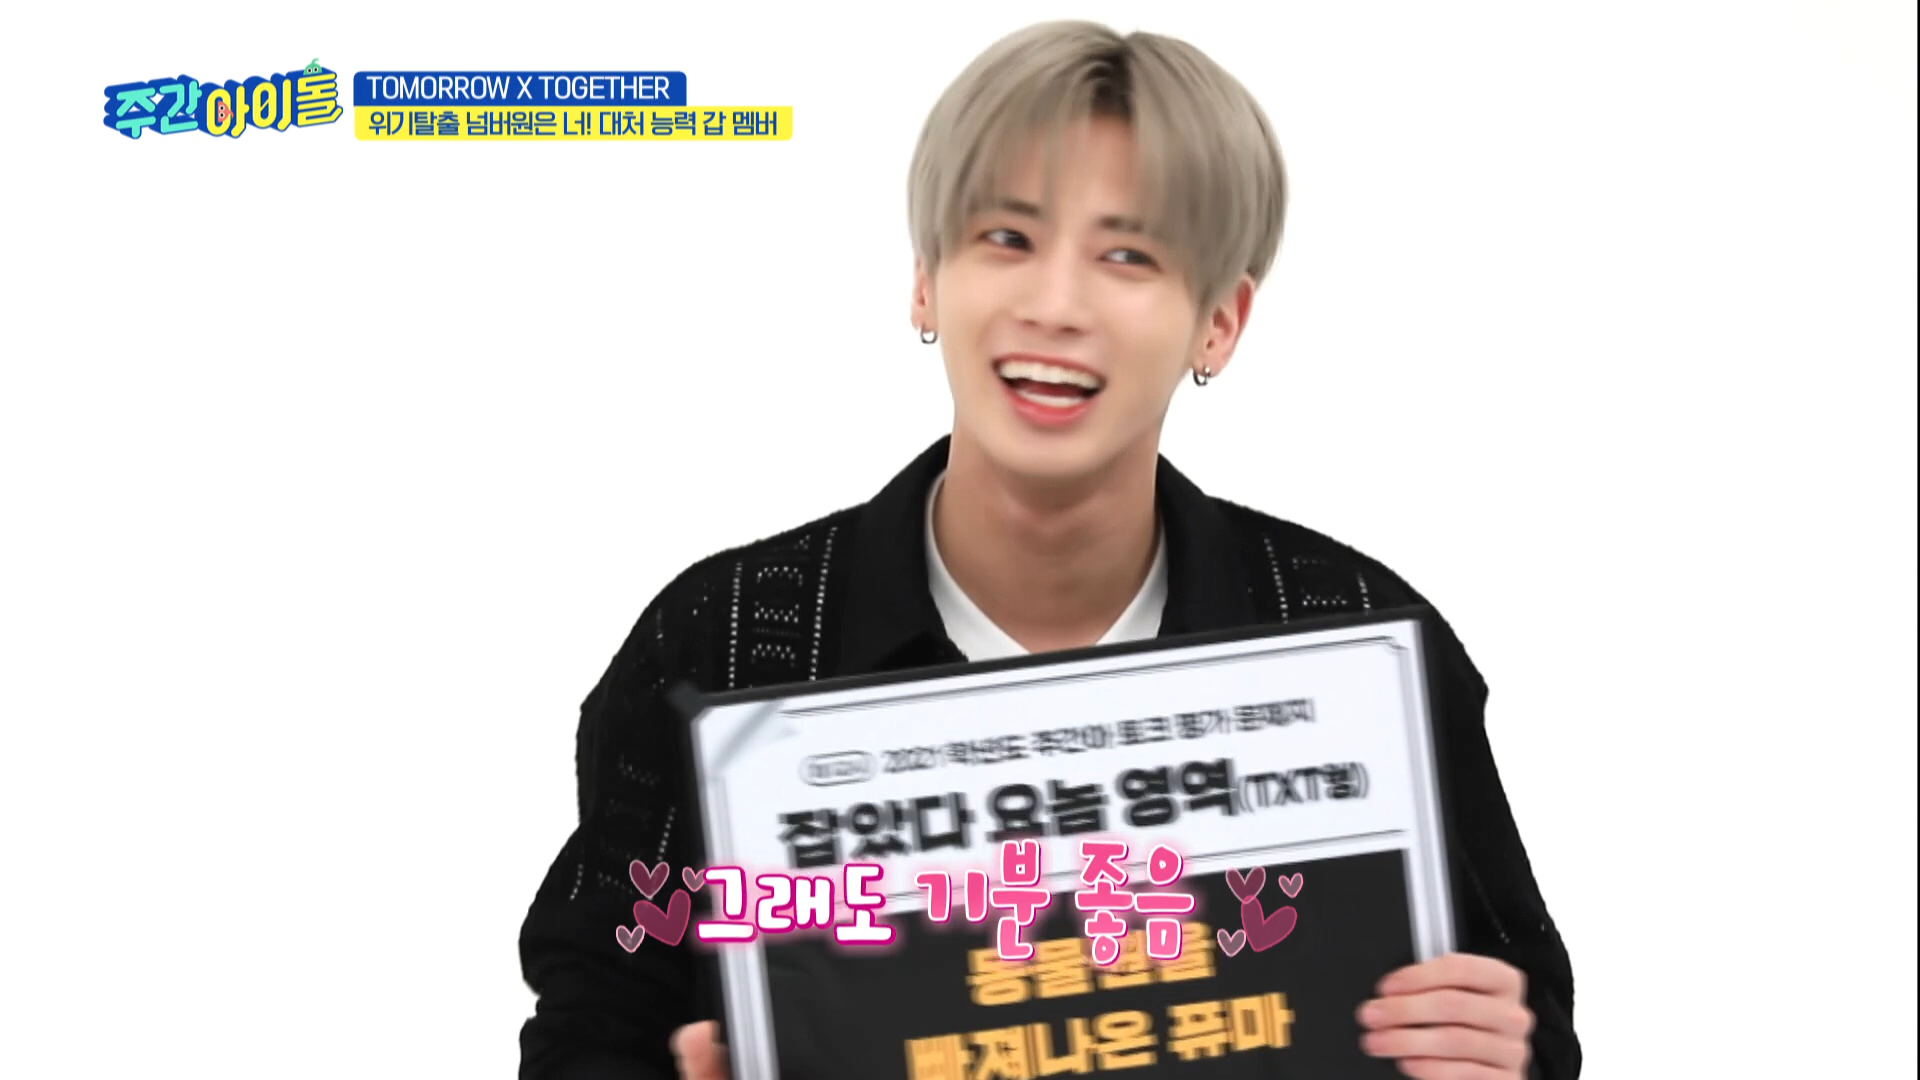 주간아이돌
TOMORROW X TOGETHER
위기탈출 넘버원은 너! 대처 능력 갑 멤버
2021학년도 주간아 토크 평가 문제지
잡았다 요놈 영역(TXT형)
그래도 기분 좋음
동물원을
빠져나온 퓨마